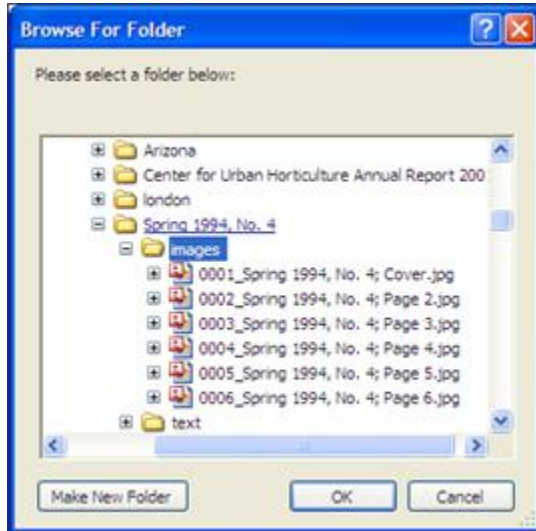 Browse For Folder
Please select a folder below:
Arizona
Center for Urban Horticulture Annual Report 200
london
Spring 1994, No. 4
images
0001_Spring 1994, No. 4; Cover.jpg
0002_Spring 1994, No. 4; Page 2.jpg
0003_Spring 1994, No. 4; Page 3.jpg
0004_Spring 1994, No. 4; Page 4.jpg
0005_Spring 1994, No. 4; Page 5.jpg
0006_Spring 1994, No. 4; Page 6.jpg
text
Make New Folder OK Cancel